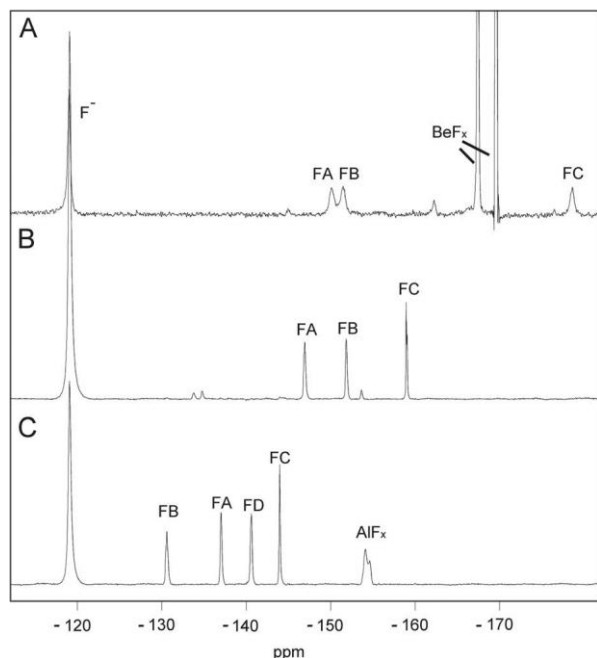 A
F⁻
BeFₓ
FA FB
FC
B
FC
FA FB
C
FC
FB FA FD
AlFₓ
- 120 - 130 - 140 - 150 - 160 - 170
ppm